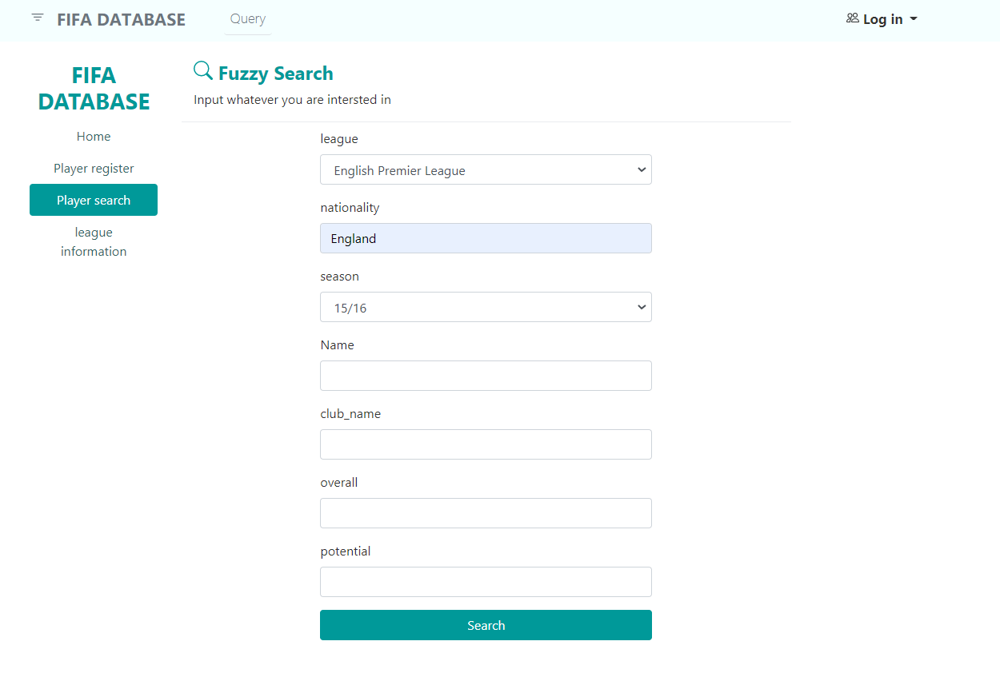 FIFA DATABASE
Query
Log in
FIFA
DATABASE
Home
Player register
Player search
league
information
Fuzzy Search
Input whatever you are intersted in
league
English Premier League
nationality
England
season
15/16
Name
club_name
overall
potential
Search